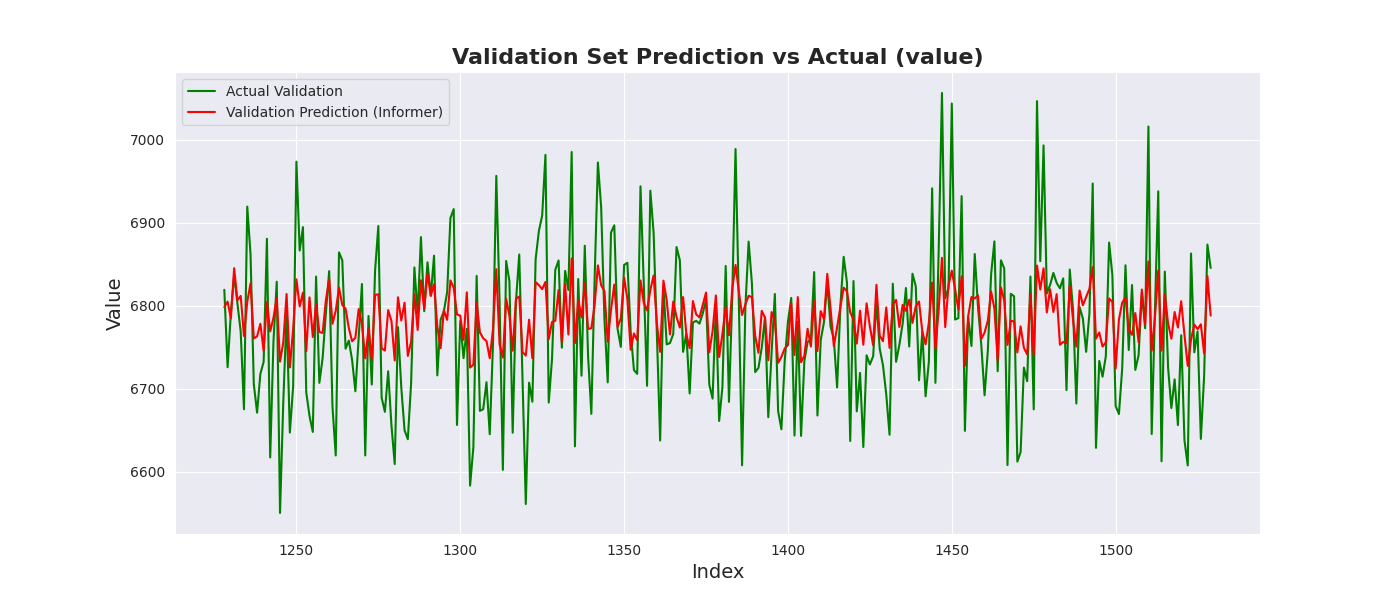 Validation Set Prediction vs Actual (value)
Actual Validation
Validation Prediction (Informer)
7000
6900
6800
6700
6600
Value
1250
1300
1350
1400
1450
1500
Index